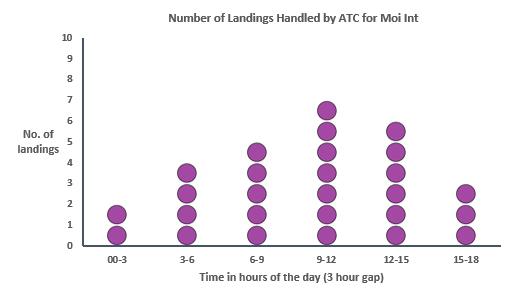 Number of Landings Handled by ATC for Moi Int
10
9
8
7
6
5
4
3
2
1
0
No. of
landings
00-3 3-6 6-9 9-12 12-15 15-18
Time in hours of the day (3 hour gap)